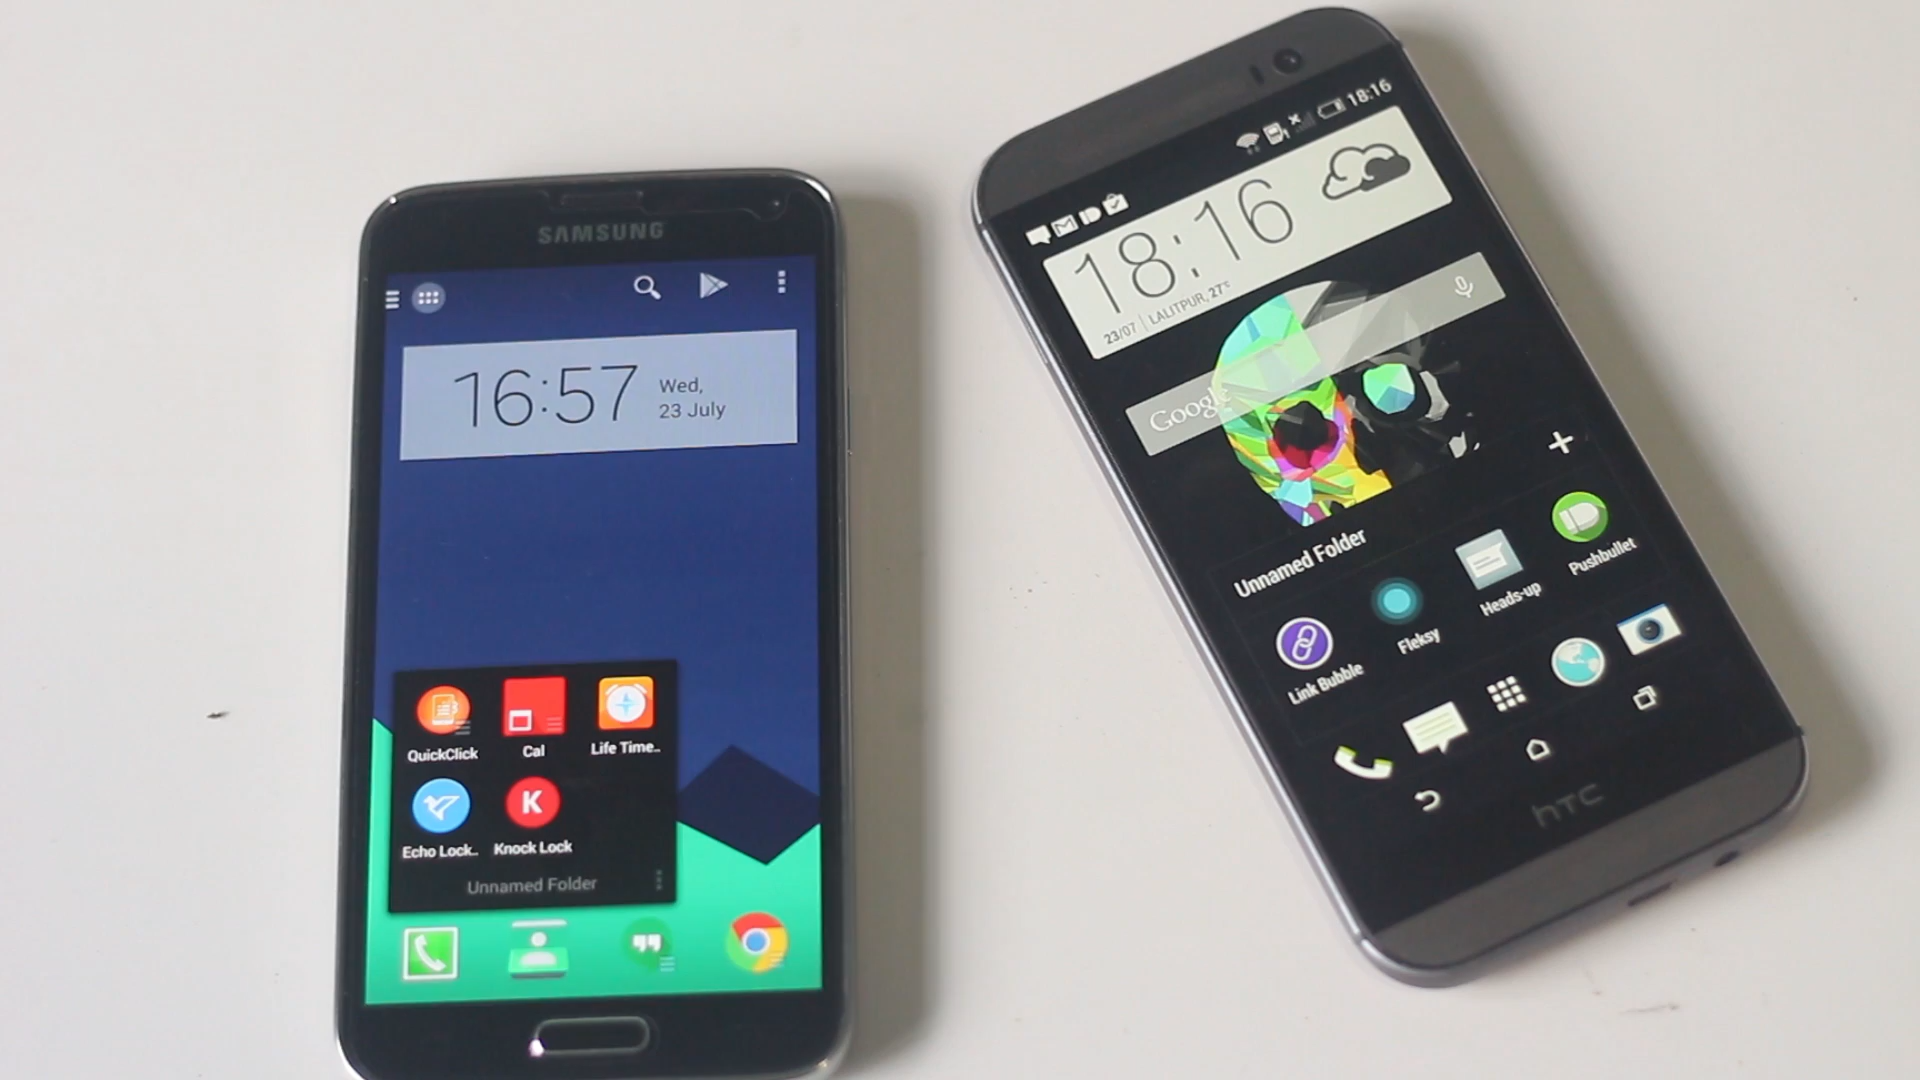 SAMSUNG
16:57
Wed,
23 July
QuickClick
Cal
Life Time..
Echo Lock..
K
Knock Lock
Unnamed Folder
18:16
18:16
23/07 | LALITPUR, 27°C
Google
Unnamed Folder
Link Bubble
Fleksy
Heads-up
Pushbullet
hTC